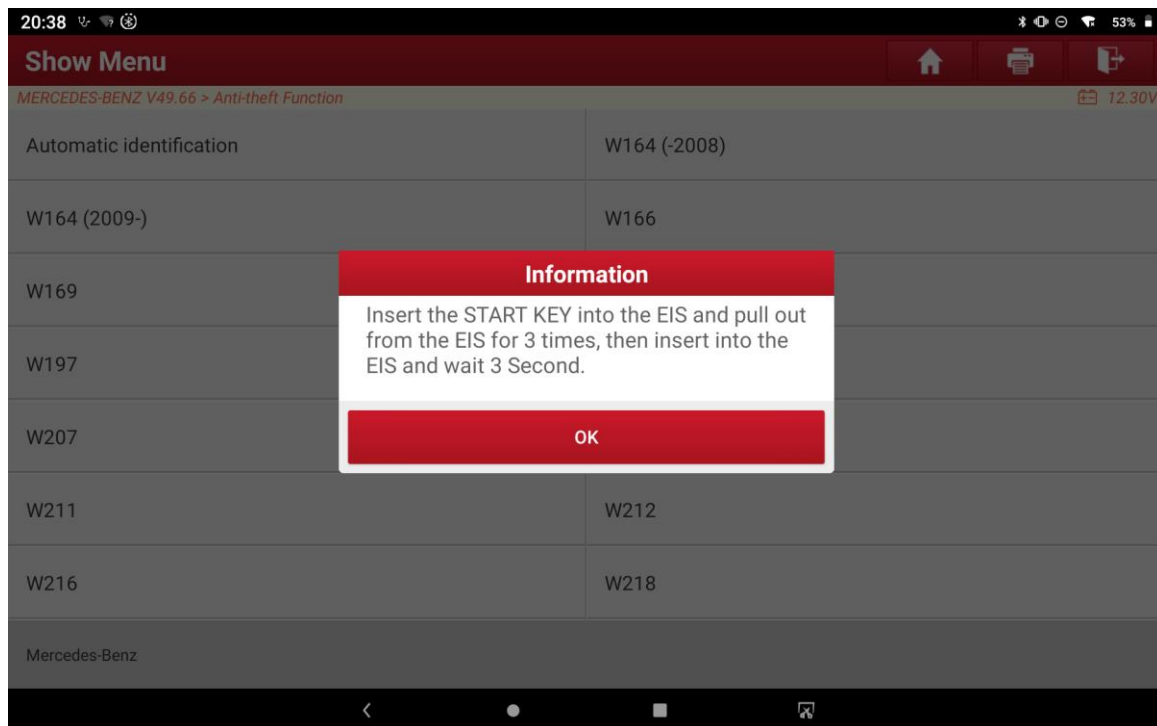 20:38
53%
Show Menu
MERCEDES-BENZ V49.66 > Anti-theft Function
12.30V
Automatic identification
W164 (-2008)
W164 (2009-)
W166
Information
W169
Insert the START KEY into the EIS and pull out
from the EIS for 3 times, then insert into the
EIS and wait 3 Second.
W197
W207
OK
W211
W212
W216
W218
Mercedes-Benz